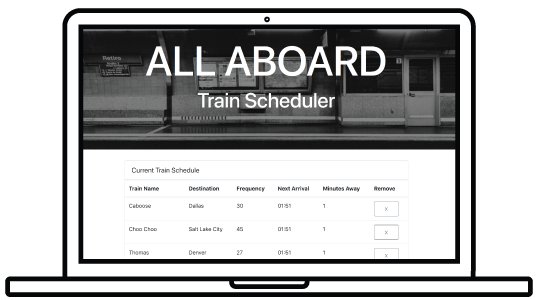 ALL ABOARD
Train Scheduler
Current Train Schedule
Train Name Destination Frequency Next Arrival Minutes Away Remove
Caboose Dallas 30 01:51 1 X
Choo Choo Salt Lake City 45 01:51 1 X
Thomas Denver 27 01:51 1 X